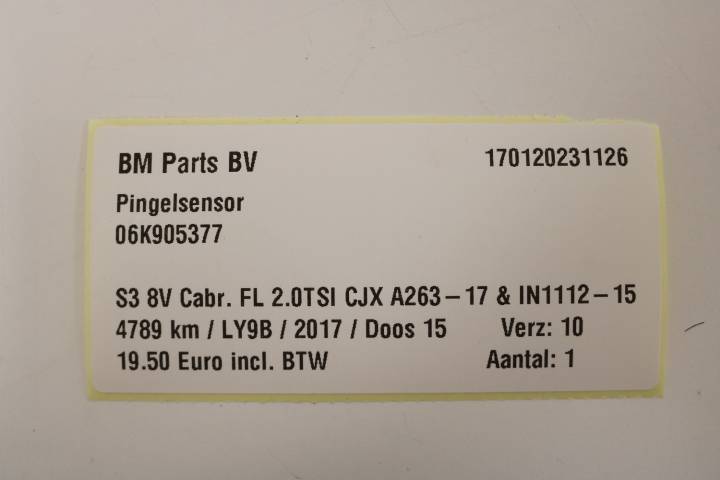 BM Parts BV 170120231126
Pingelsensor
06K905377
S3 8V Cabr. FL 2.0TSI CJX A263-17 & IN1112-15
4789 km / LY9B / 2017 / Doos 15 Verz: 10
19.50 Euro incl. BTW Aantal: 1